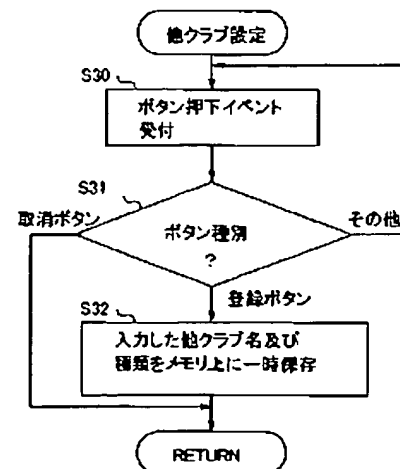 他クラブ設定
S30
ボタン押下イベント
受付
S31
取消ボタン
その他
ボタン種別
?
登録ボタン
S32
入力した他クラブ名及び
種類をメモリ上に一時保存
RETURN